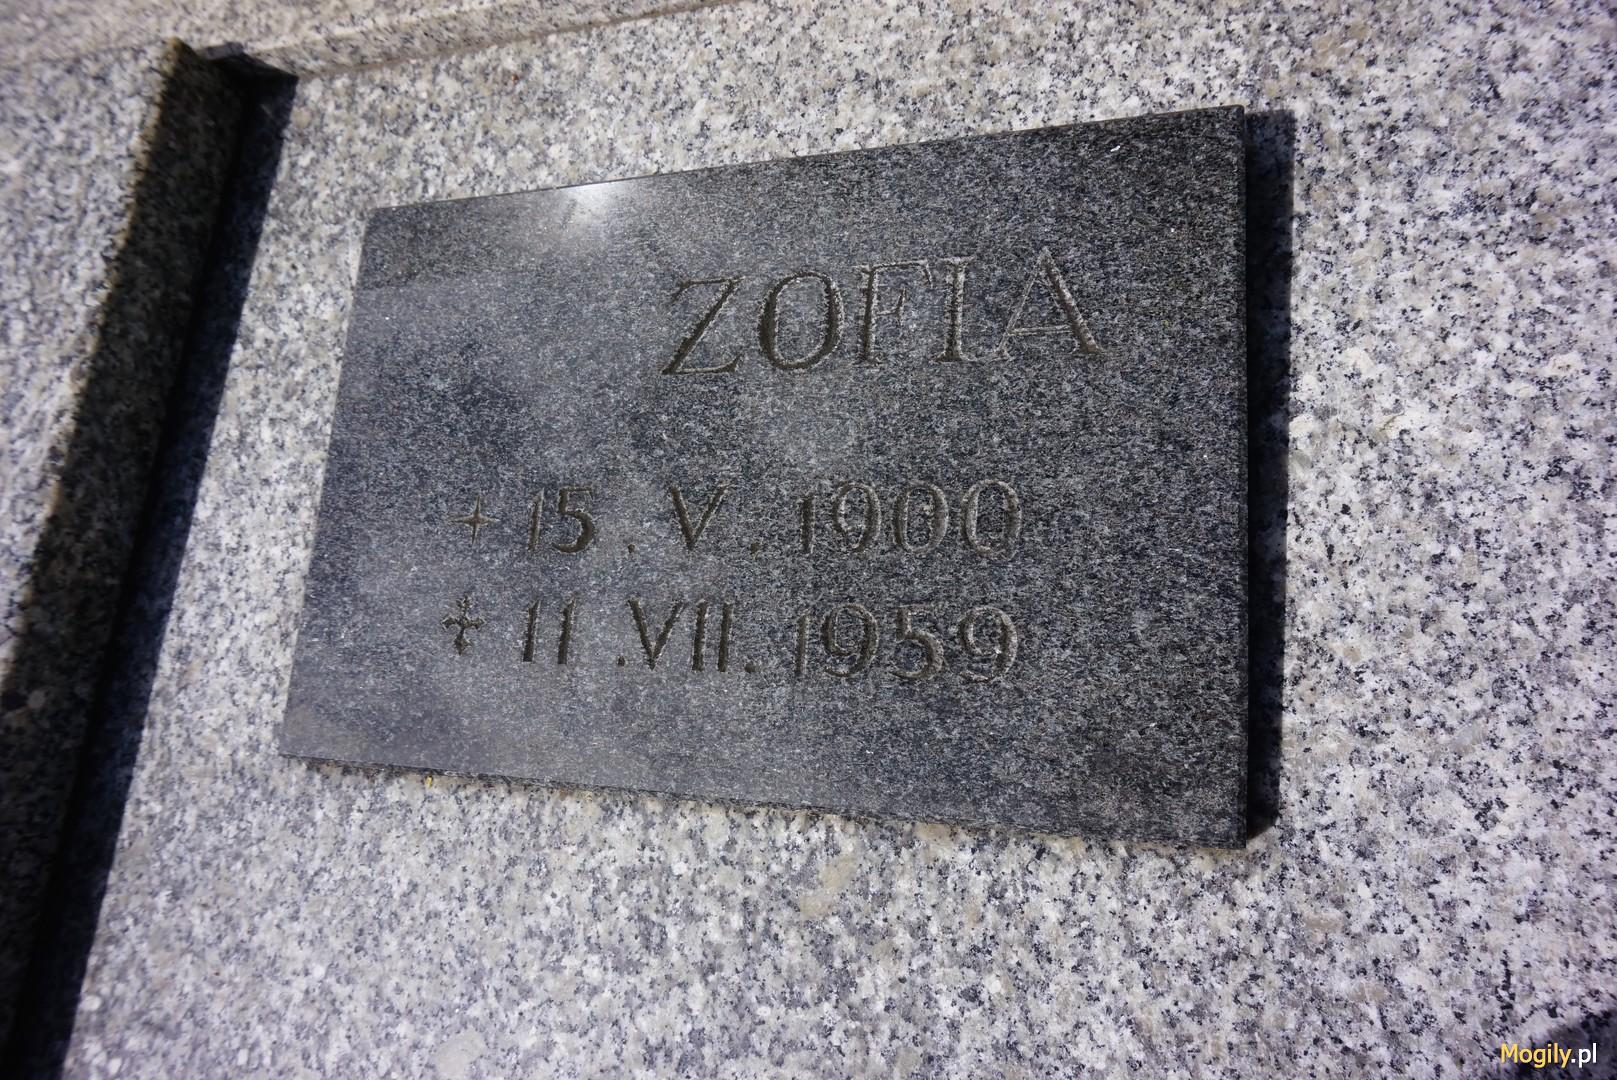 ZOFIA
15 . V . 1900
11 .VII. 1959
Mogily.pl